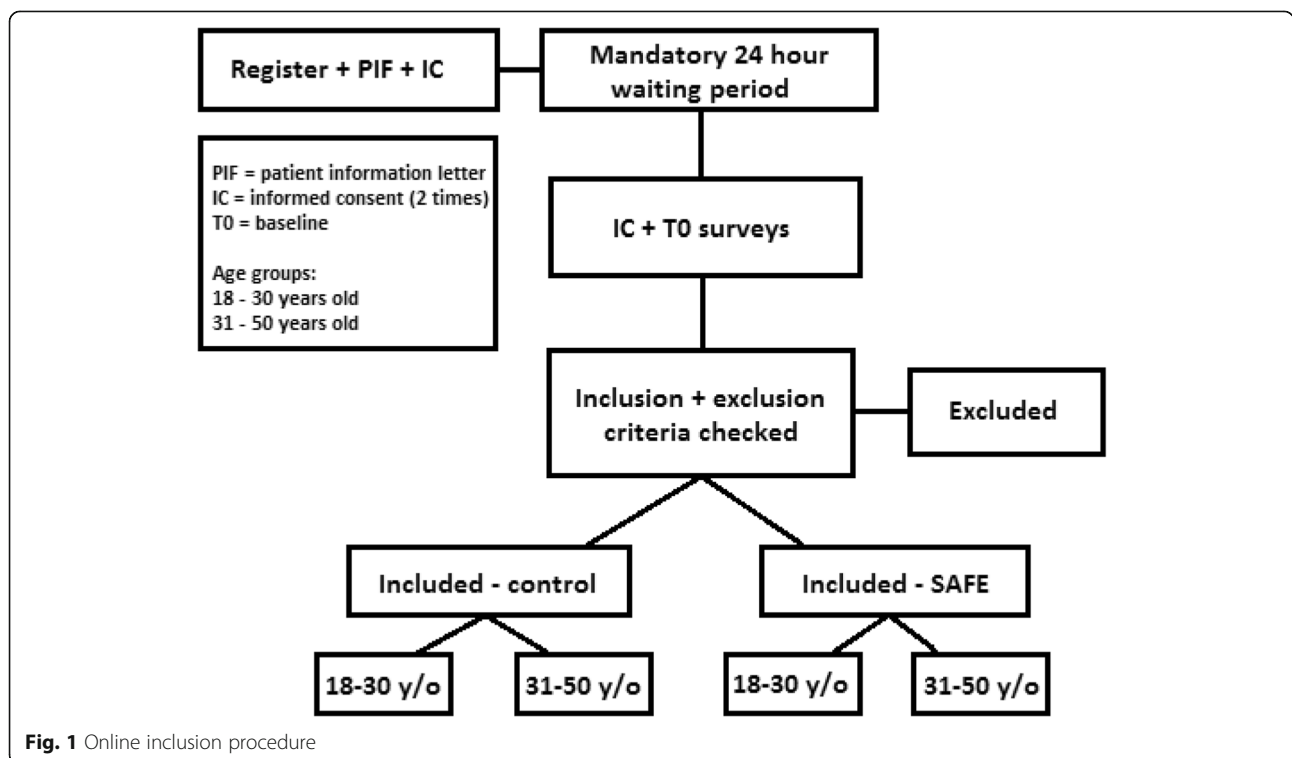 Register + PIF + IC
Mandatory 24 hour
waiting period
PIF = patient information letter
IC = informed consent (2 times)
T0 = baseline
Age groups:
18 - 30 years old
31 - 50 years old
IC + T0 surveys
Inclusion + exclusion
criteria checked
Excluded
Included - control
Included - SAFE
18-30 y/o
31-50 y/o
18-30 y/o
31-50 y/o
Fig. 1 Online inclusion procedure